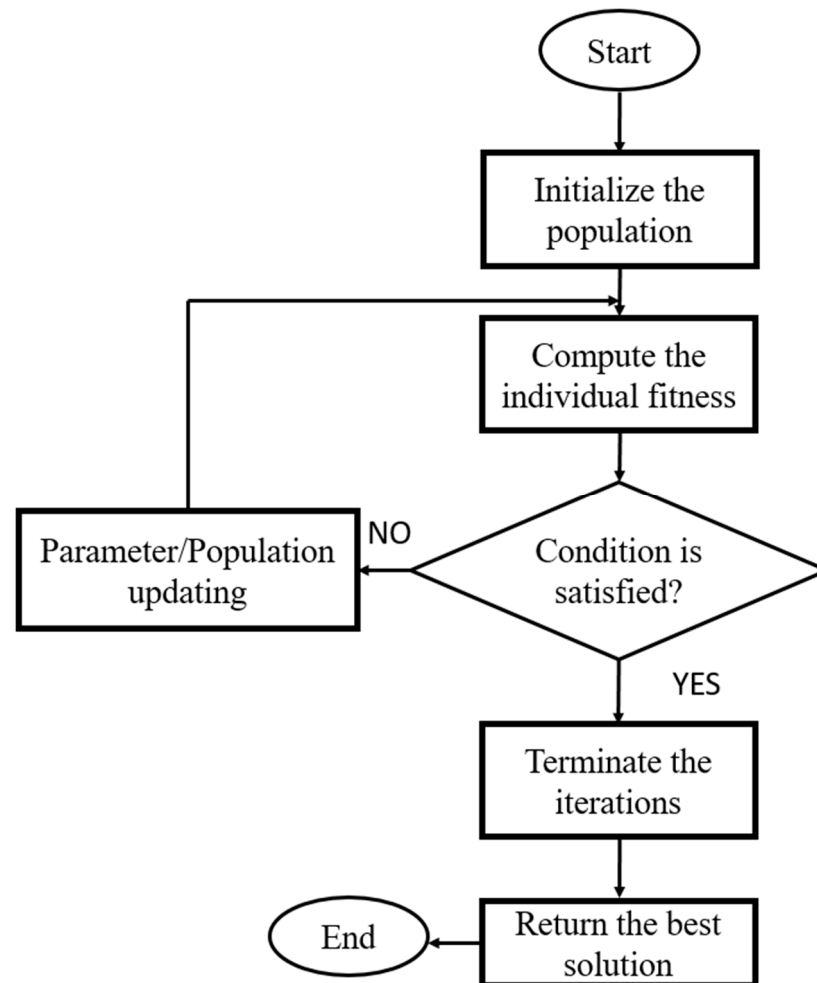 Start
Initialize the
population
Compute the
individual fitness
Parameter/Population
updating
NO
Condition is
satisfied?
YES
Terminate the
iterations
Return the best
solution
End